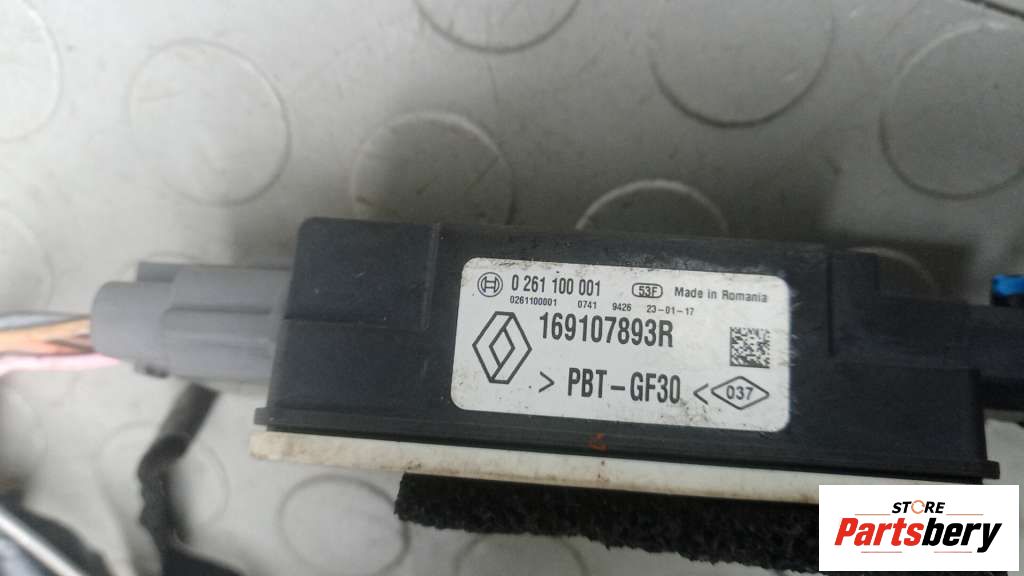 0 261 100 001 53F Made in Romania
0261100001 0741 9426 23-01-17
169107893R
> PBT-GF30 < 037
STORE
Partsbery